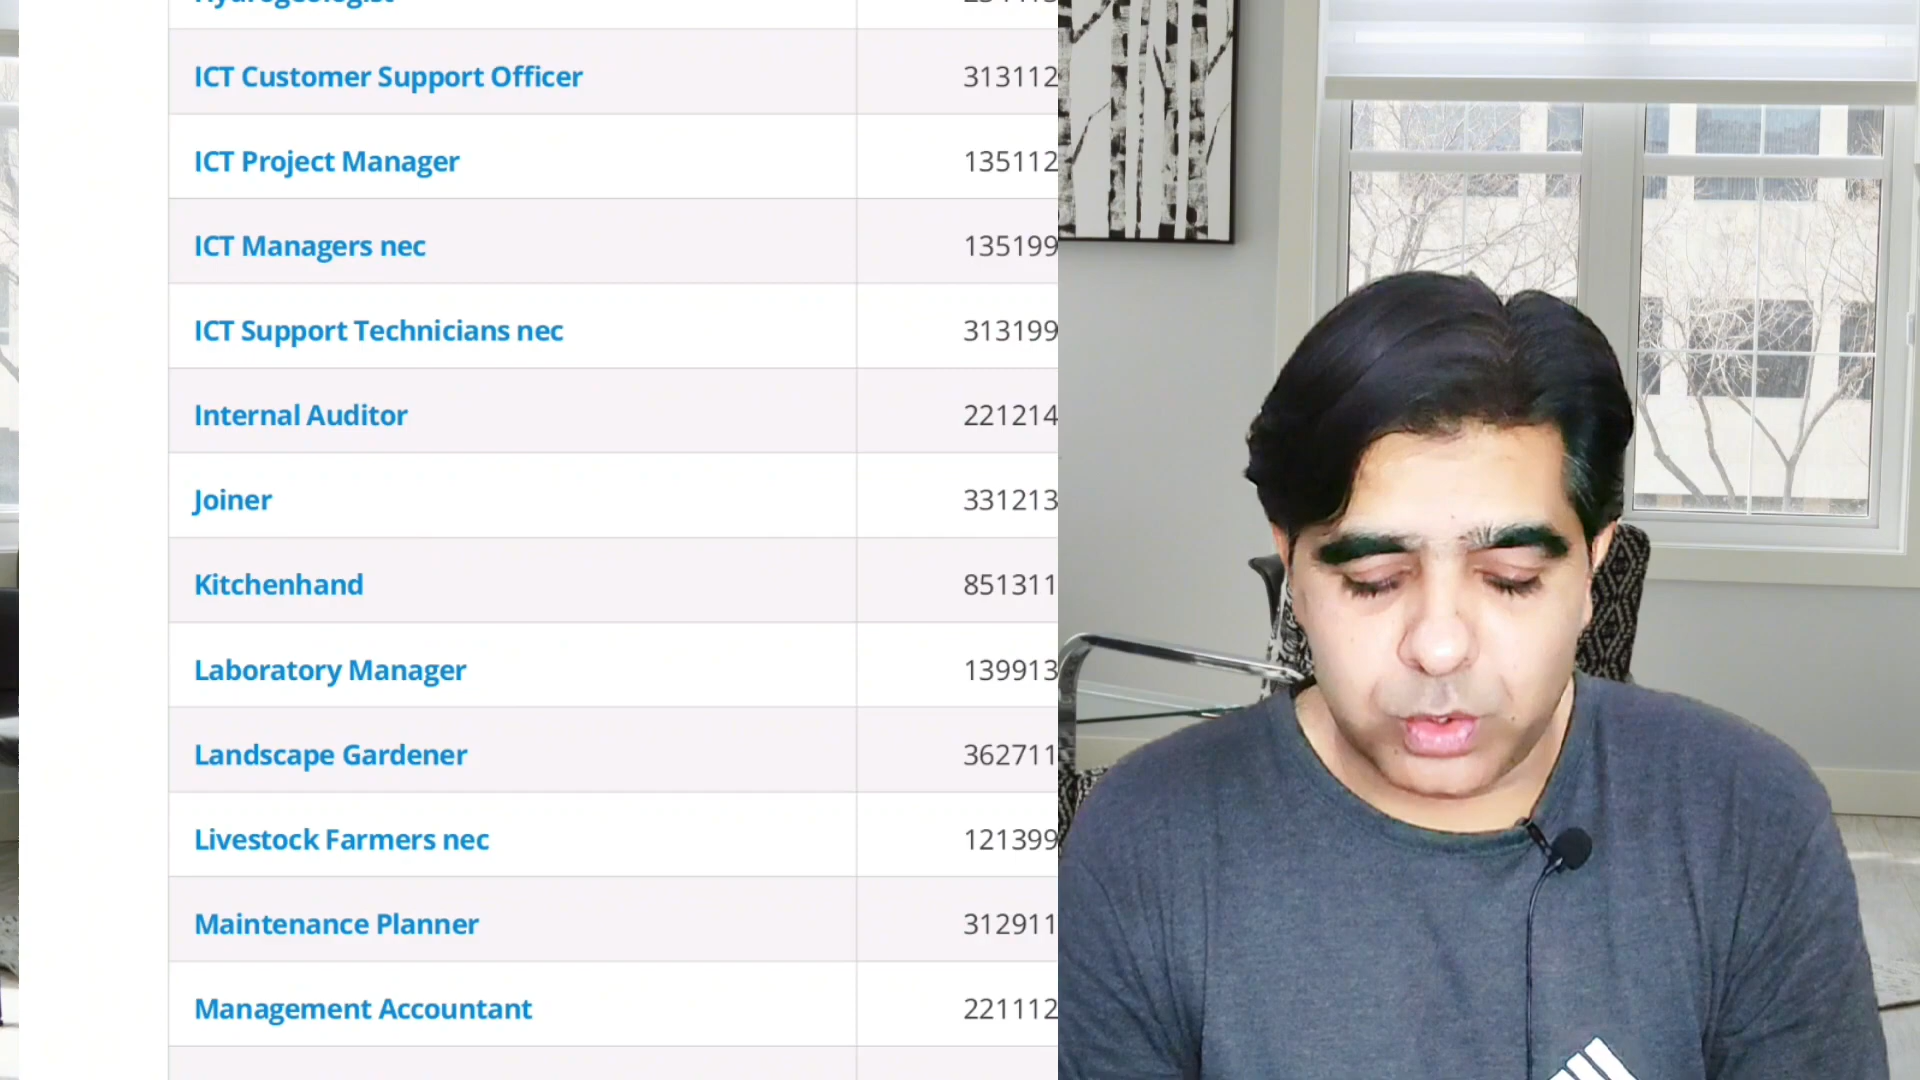 ICT Customer Support Officer 313112
ICT Project Manager 135112
ICT Managers nec 135199
ICT Support Technicians nec 313199
Internal Auditor 221214
Joiner 331213
Kitchenhand 851311
Laboratory Manager 139913
Landscape Gardener 362711
Livestock Farmers nec 121399
Maintenance Planner 312911
Management Accountant 221112